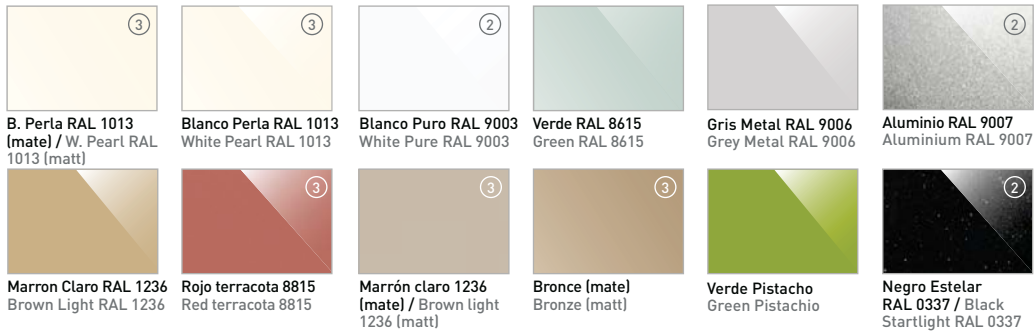 3
3
2
2
B. Perla RAL 1013
(mate) / W. Pearl RAL
1013 (matt)
Blanco Perla RAL 1013
White Pearl RAL 1013
Blanco Puro RAL 9003
White Pure RAL 9003
Verde RAL 8615
Green RAL 8615
Gris Metal RAL 9006
Grey Metal RAL 9006
Aluminio RAL 9007
Aluminium RAL 9007
3
3
3
2
Marron Claro RAL 1236
Brown Light RAL 1236
Rojo terracota 8815
Red terracota 8815
Marrón claro 1236
(mate) / Brown light
1236 (matt)
Bronce (mate)
Bronze (matt)
Verde Pistacho
Green Pistachio
Negro Estelar
RAL 0337 / Black
Startlight RAL 0337